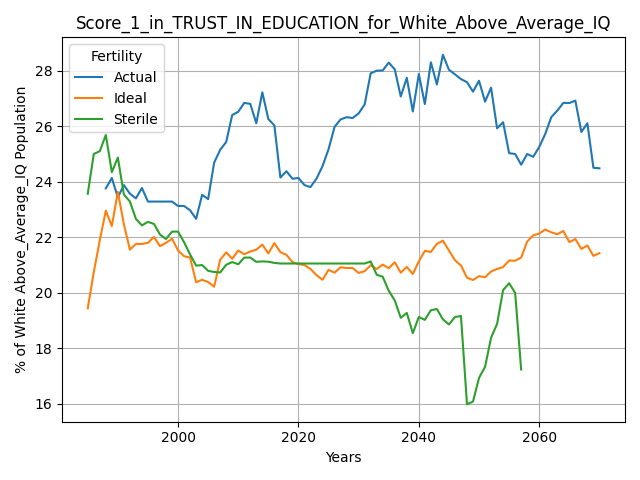 Score_1_in_TRUST_IN_EDUCATION_for_White_Above_Average_IQ
Fertility
Actual
Ideal
Sterile
% of White Above_Average_IQ Population
28
26
24
22
20
18
16
2000
2020
2040
2060
Years